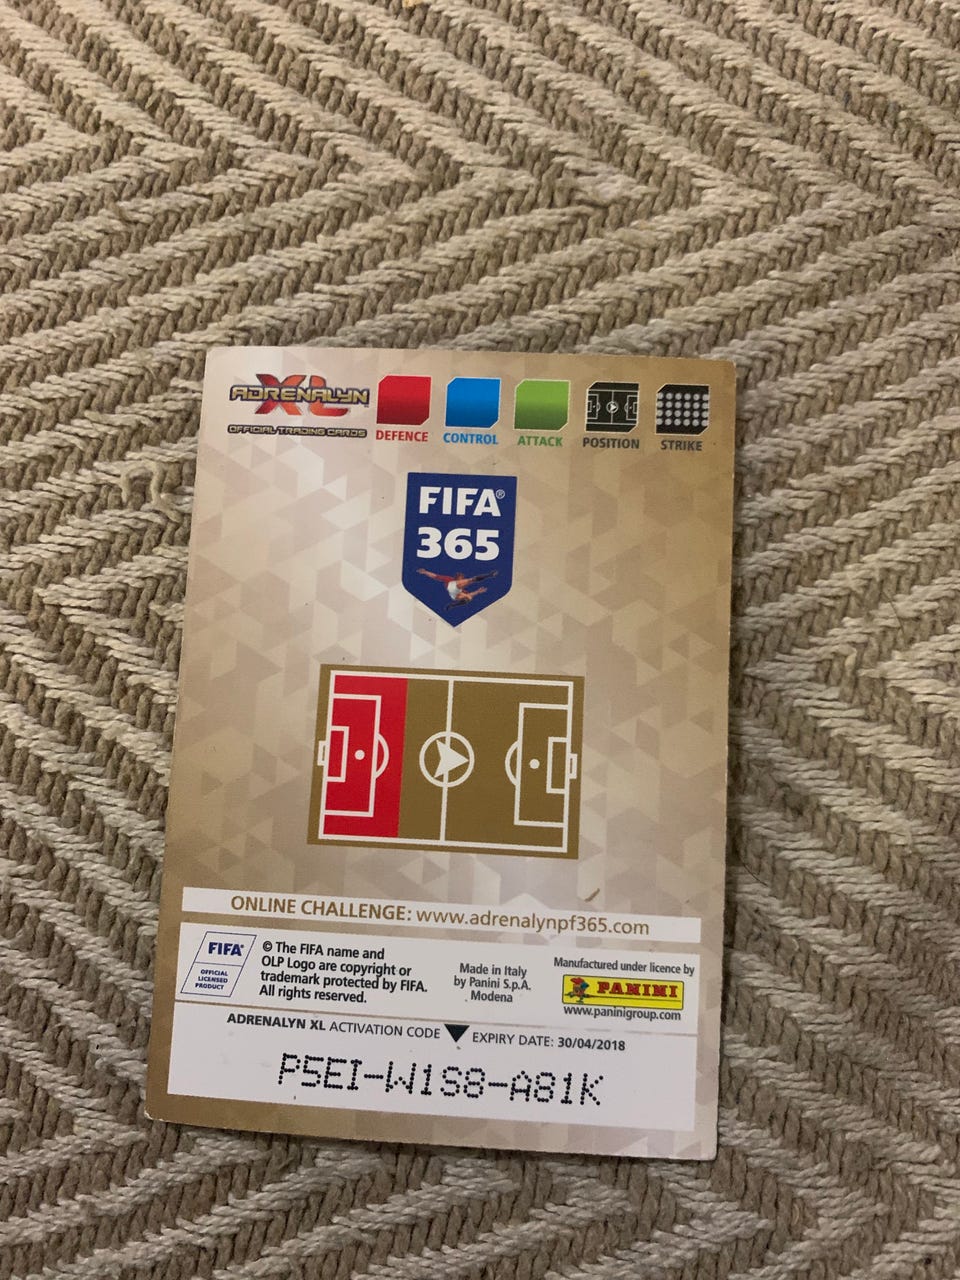 ADRENALYN XL
OFFICIAL TRADING CARDS
DEFENCE
CONTROL
ATTACK
POSITION
STRIKE
FIFA®
365
ONLINE CHALLENGE: www.adrenalynpf365.com
FIFA®
OFFICIAL
LICENSED
PRODUCT
© The FIFA name and
OLP Logo are copyright or
trademark protected by FIFA.
All rights reserved.
Made in Italy
by Panini S.p.A.
Modena
Manufactured under licence by
PANINI
www.paninigroup.com
ADRENALYN XL ACTIVATION CODE
EXPIRY DATE: 30/04/2018
P5EI-W1S8-A81K